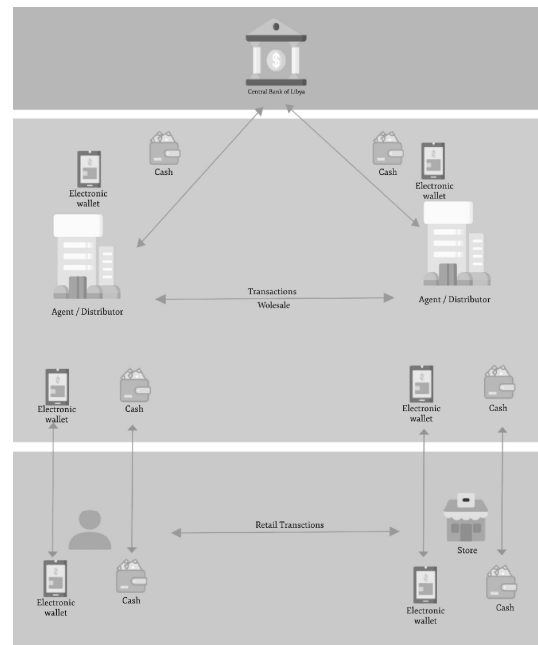 Central Bank of Libya
Cash
Cash
Electronic
wallet
Electronic
wallet
Agent / Distributor
Agent / Distributor
Transactions
Wolesale
Electronic
wallet
Cash
Electronic
wallet
Cash
Retail Transctions
Store
Electronic
wallet
Cash
Electronic
wallet
Cash